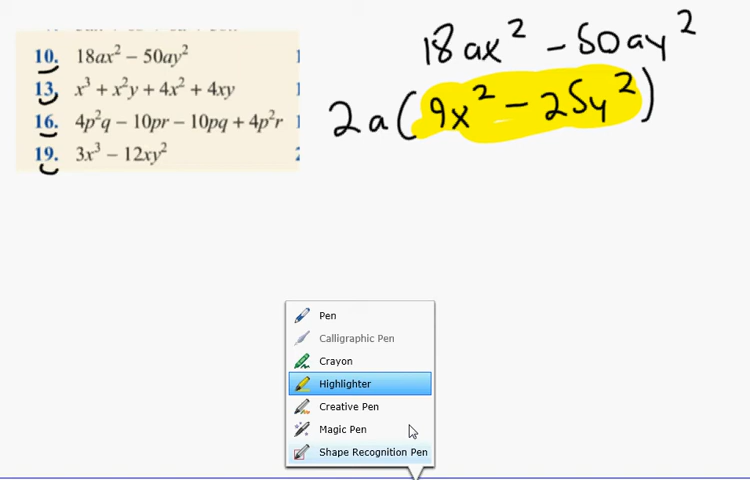 10. 18ax² − 50ay²
13. x³ + x²y + 4x² + 4xy
16. 4p²q − 10pr − 10pq + 4p²r
19. 3x³ − 12xy²
18ax² − 50ay²
2a(9x² − 25y²)
Pen
Calligraphic Pen
Crayon
Highlighter
Creative Pen
Magic Pen
Shape Recognition Pen